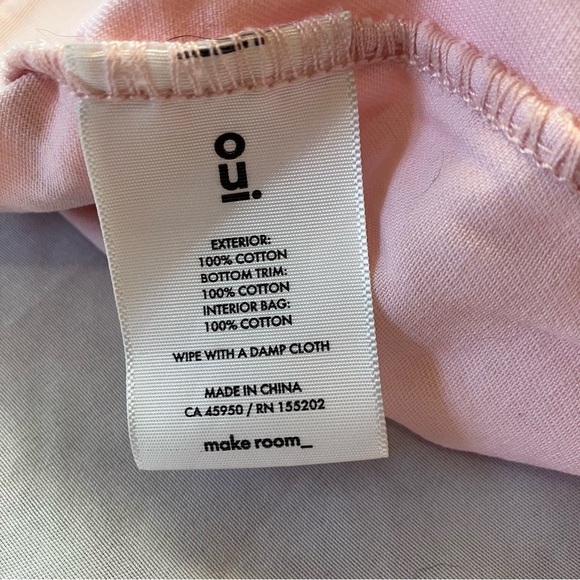 oui
EXTERIOR:
100% COTTON
BOTTOM TRIM:
100% COTTON
INTERIOR BAG:
100% COTTON
WIPE WITH A DAMP CLOTH
MADE IN CHINA
CA 45950 / RN 155202
make room_